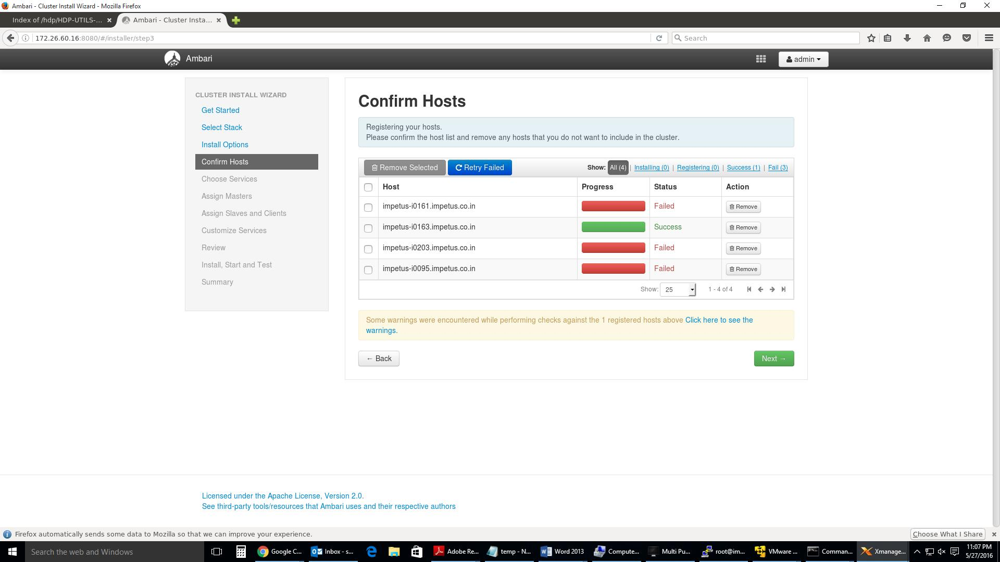 Ambari - Cluster Install Wizard - Mozilla Firefox
Index of /hdp/HDP-UTILS-...
Ambari - Cluster Insta...
172.26.60.16:8080/#/installer/step3
Search
Ambari
admin
CLUSTER INSTALL WIZARD
Get Started
Select Stack
Install Options
Confirm Hosts
Choose Services
Assign Masters
Assign Slaves and Clients
Customize Services
Review
Install, Start and Test
Summary
Confirm Hosts
Registering your hosts.
Please confirm the host list and remove any hosts that you do not want to include in the cluster.
Remove Selected Retry Failed Show: All (4) | Installing (0) | Registering (0) | Success (1) | Fail (3)
Host Progress Status Action
impetus-i0161.impetus.co.in Failed Remove
impetus-i0163.impetus.co.in Success Remove
impetus-i0203.impetus.co.in Failed Remove
impetus-i0095.impetus.co.in Failed Remove
Show: 25 1 - 4 of 4
Some warnings were encountered while performing checks against the 1 registered hosts above Click here to see the
warnings.
← Back Next →
Licensed under the Apache License, Version 2.0.
See third-party tools/resources that Ambari uses and their respective authors
Firefox automatically sends some data to Mozilla so that we can improve your experience. Choose What I Share
Search the web and Windows
Google C...
Inbox - s...
Adobe Re...
temp - N...
Word 2013
Compute...
Multi Pu...
root@im...
VMware ...
Comman...
Xmanage...
11:07 PM
5/27/2016